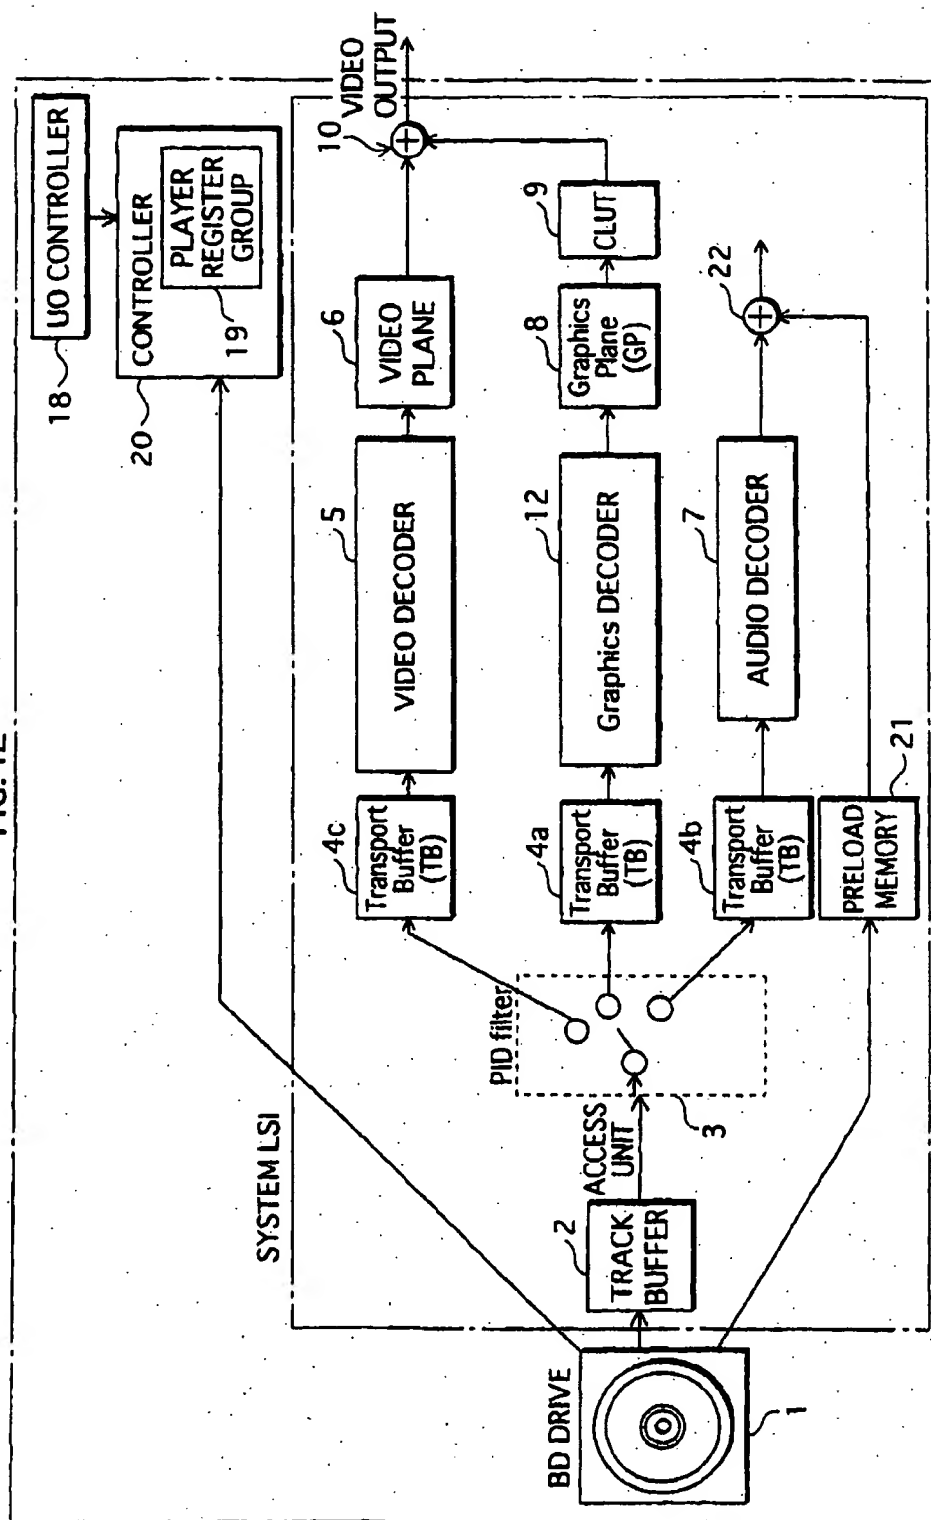 UO CONTROLLER
18
CONTROLLER
PLAYER
REGISTER
GROUP
19
20
SYSTEM LSI
BD DRIVE
1
2
TRACK
BUFFER
ACCESS
UNIT
PID filter
3
4c
Transport
Buffer
(TB)
5
VIDEO DECODER
6
VIDEO
PLANE
10
VIDEO
OUTPUT
4a
Transport
Buffer
(TB)
12
Graphics DECODER
8
Graphics
Plane
(GP)
9
CLUT
4b
Transport
Buffer
(TB)
7
AUDIO DECODER
22
PRELOAD
MEMORY
21